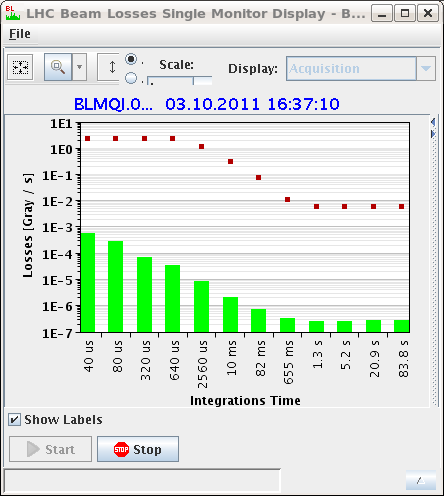 LHC Beam Losses Single Monitor Display - B...
File
Scale:
Display: Acquisition
BLMQI.0... 03.10.2011 16:37:10
Losses [Gray / s]
1E1
1E0
1E-1
1E-2
1E-3
1E-4
1E-5
1E-6
1E-7
40 us
80 us
320 us
640 us
2560 us
10 ms
82 ms
655 ms
1.3 s
5.2 s
20.9 s
83.8 s
Integrations Time
Show Labels
Start
STOP Stop